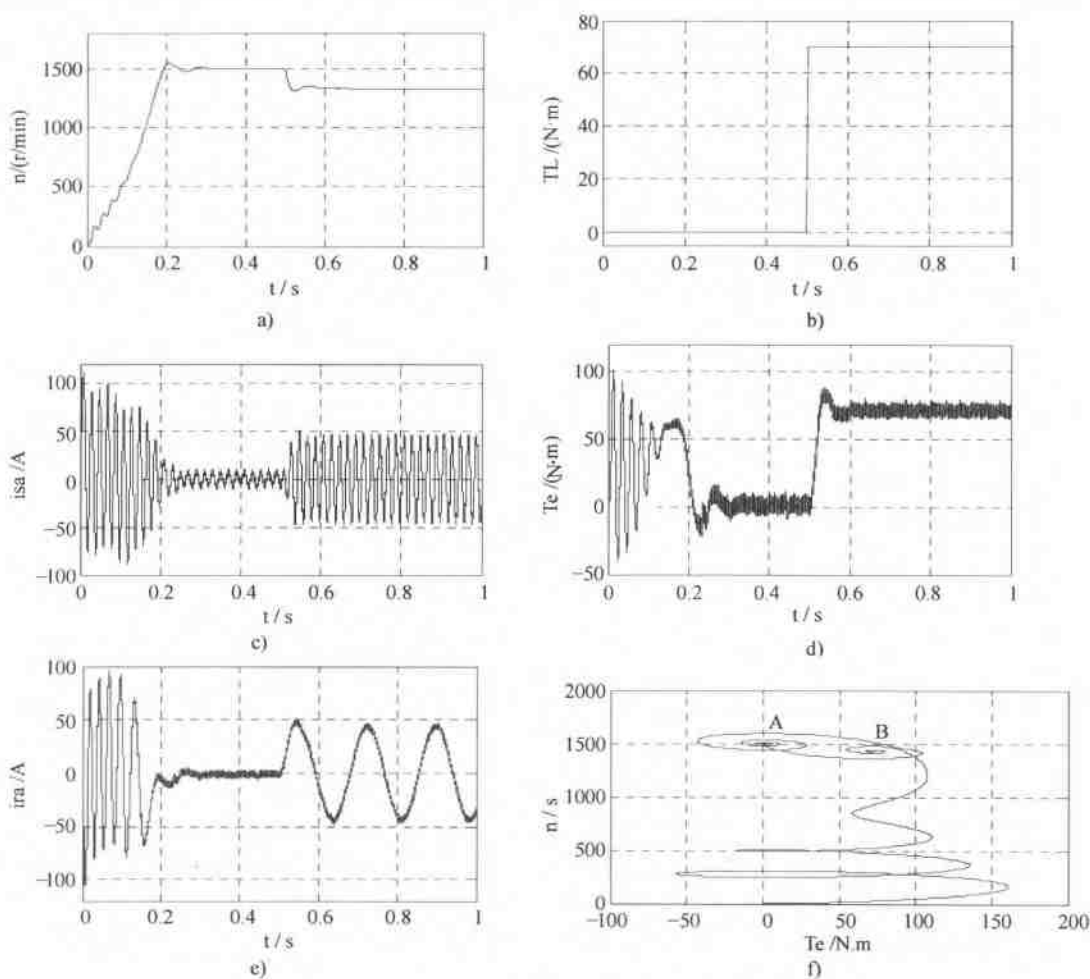 n/(r/min)
1500
1000
500
0
0 0.2 0.4 0.6 0.8 1
t / s
a)
TL /(N·m)
80
60
40
20
0
0 0.2 0.4 0.6 0.8 1
t / s
b)
isa /A
100
50
0
−50
−100
0 0.2 0.4 0.6 0.8 1
t / s
c)
Te /(N·m)
100
50
0
−50
0 0.2 0.4 0.6 0.8 1
t / s
d)
ira /A
100
50
0
−50
−100
0 0.2 0.4 0.6 0.8 1
t / s
e)
n / s
2000
1500
1000
500
0
A B
−100 −50 0 50 100 150 200
Te /N.m
f)